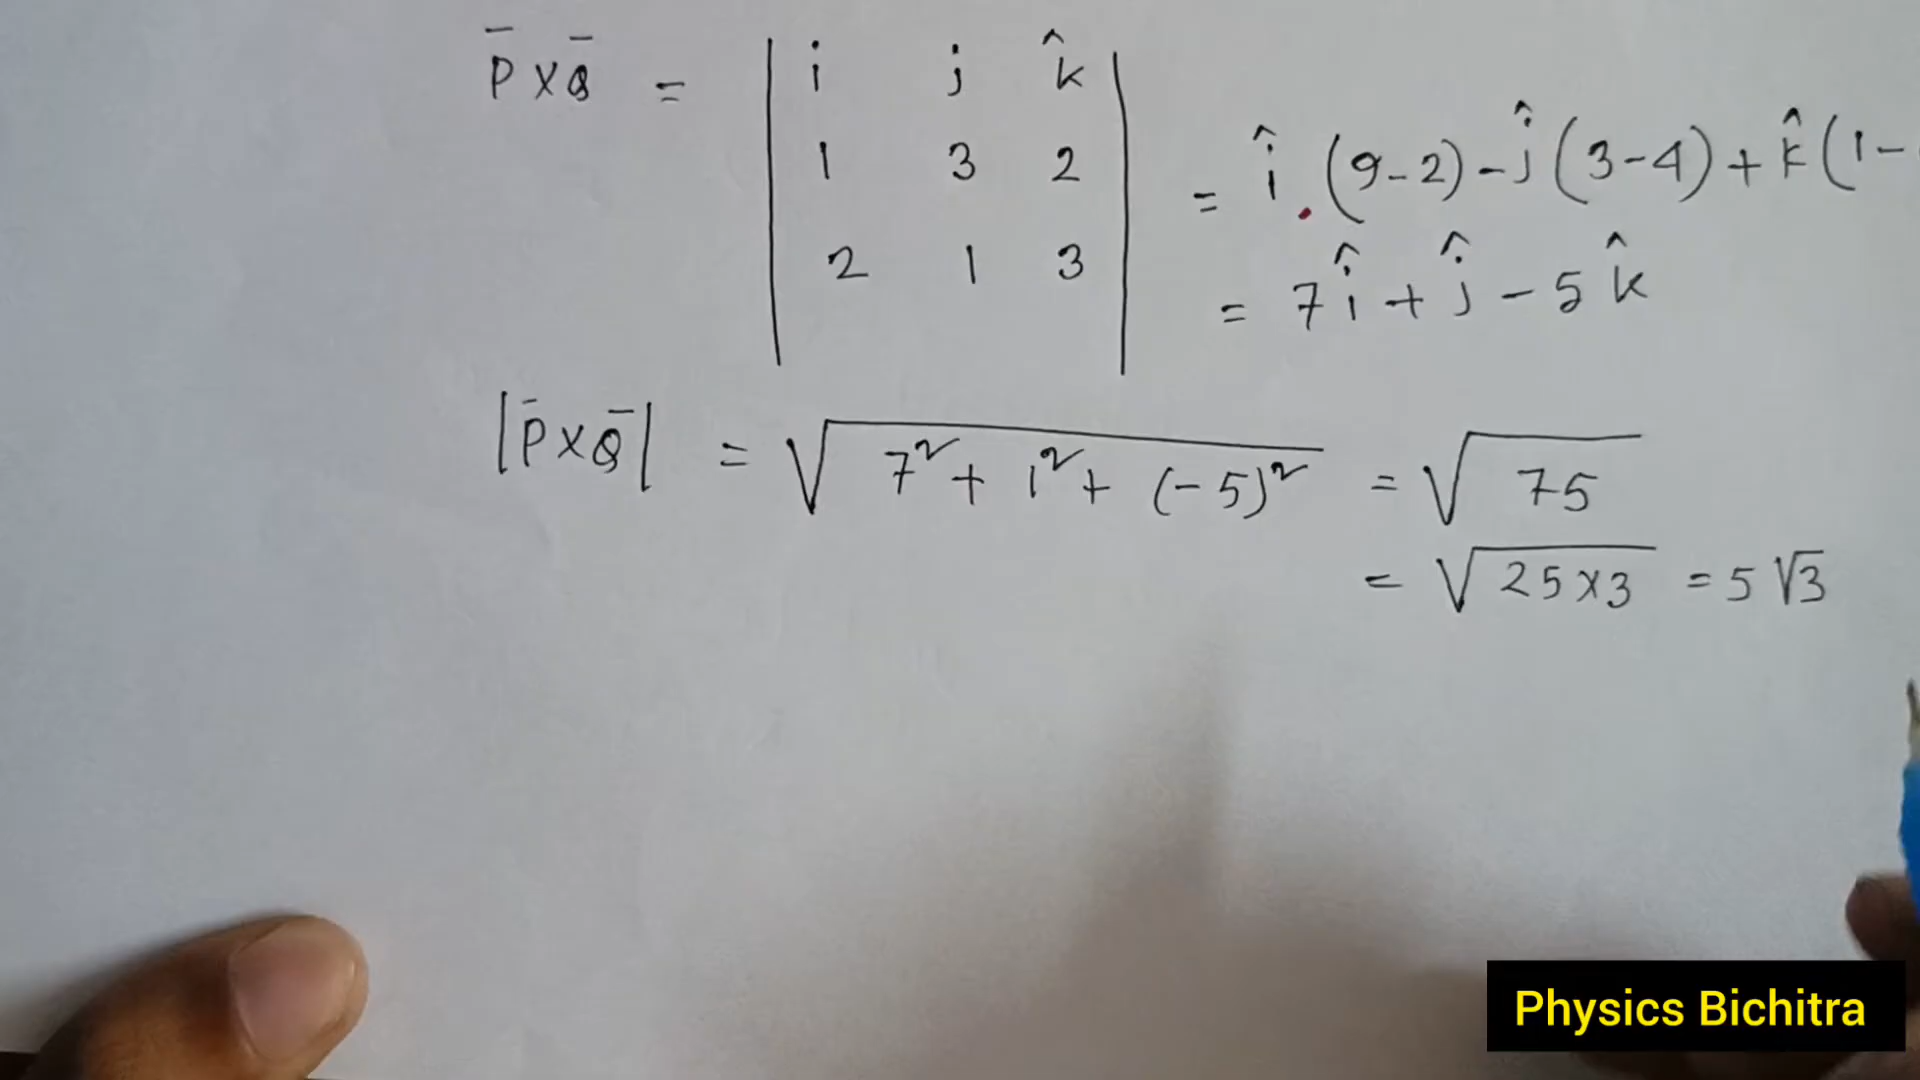 P̄ × Q̄ = | i j k̂ |
| 1 3 2 |
| 2 1 3 |
= î . (9-2) - ĵ (3-4) + k̂ (1-
= 7î + ĵ - 5k̂
|P̄ × Q̄| = √(7² + 1² + (-5)²) = √75
= √(25×3) = 5√3
Physics Bichitra